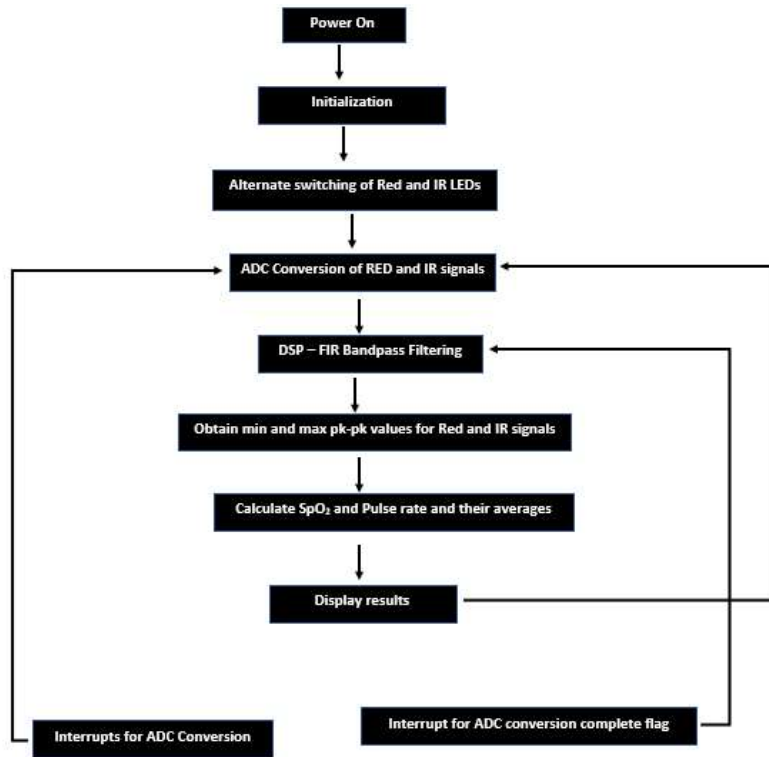 Power On
Initialization
Alternate switching of Red and IR LEDs
ADC Conversion of RED and IR signals
DSP – FIR Bandpass Filtering
Obtain min and max pk-pk values for Red and IR signals
Calculate SpO₂ and Pulse rate and their averages
Display results
Interrupts for ADC Conversion
Interrupt for ADC conversion complete flag